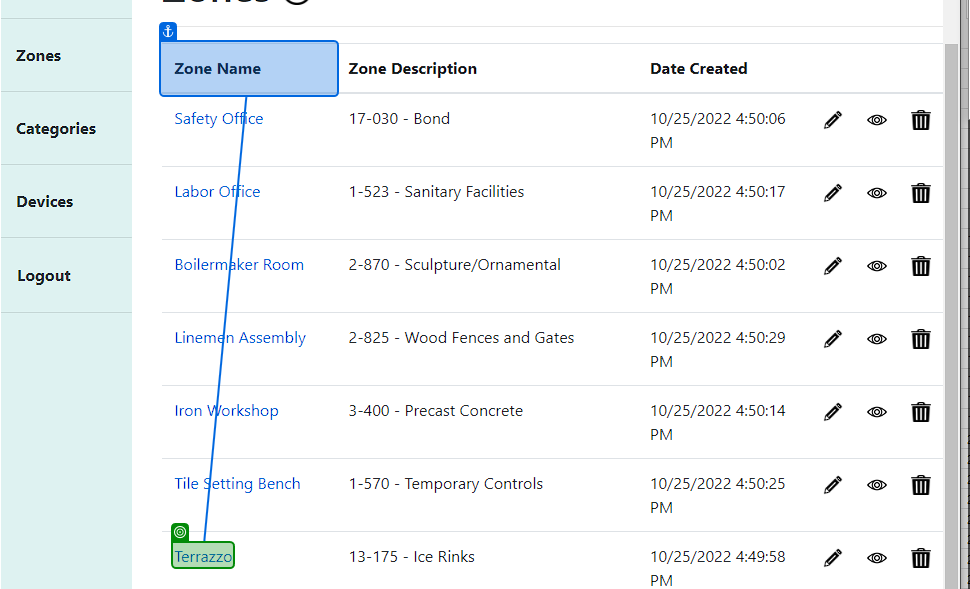 Zones
Zones
Categories
Devices
Logout
Zone Name Zone Description Date Created
Safety Office 17-030 - Bond 10/25/2022 4:50:06
PM
Labor Office 1-523 - Sanitary Facilities 10/25/2022 4:50:17
PM
Boilermaker Room 2-870 - Sculpture/Ornamental 10/25/2022 4:50:02
PM
Linemen Assembly 2-825 - Wood Fences and Gates 10/25/2022 4:50:29
PM
Iron Workshop 3-400 - Precast Concrete 10/25/2022 4:50:14
PM
Tile Setting Bench 1-570 - Temporary Controls 10/25/2022 4:50:25
PM
Terrazzo 13-175 - Ice Rinks 10/25/2022 4:49:58
PM